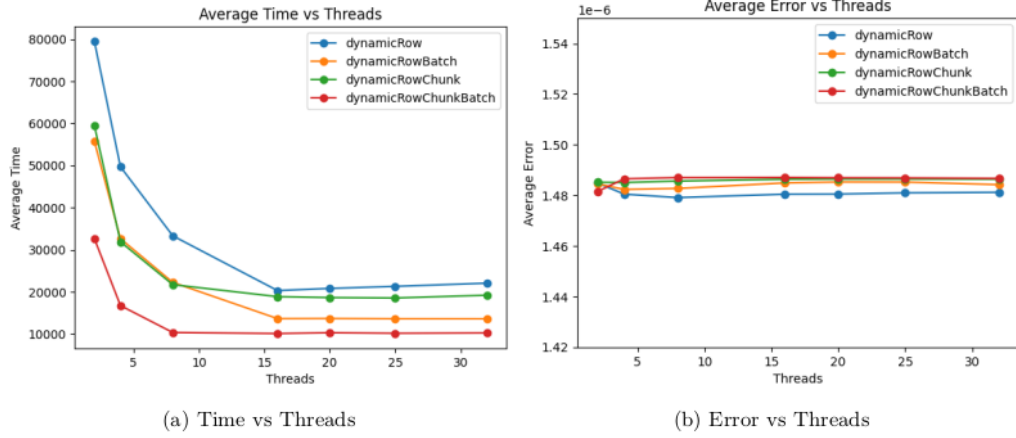 Average Time vs Threads
80000
70000
60000
50000
40000
30000
20000
10000
Average Time
5
10
15
20
25
30
Threads
dynamicRow
dynamicRowBatch
dynamicRowChunk
dynamicRowChunkBatch
(a) Time vs Threads
Average Error vs Threads
1e−6
1.54
1.52
1.50
1.48
1.46
1.44
1.42
Average Error
5
10
15
20
25
30
Threads
dynamicRow
dynamicRowBatch
dynamicRowChunk
dynamicRowChunkBatch
(b) Error vs Threads